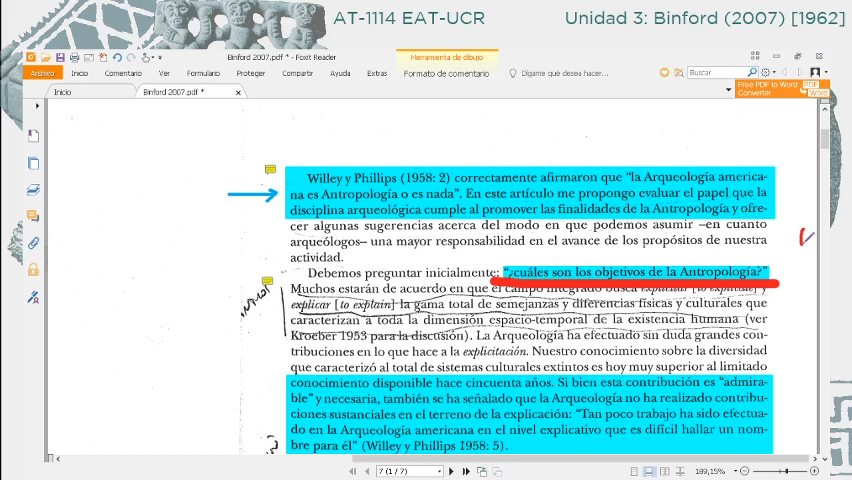 AT-1114 EAT-UCR
Unidad 3: Binford (2007) [1962]
Binford 2007.pdf * - Foxit Reader
Herramienta de dibujo
Archivo Inicio Comentario Ver Formulario Proteger Compartir Ayuda Extras Formato de comentario Dígame qué desea hacer... Buscar
Inicio Binford 2007.pdf * Free PDF to Word Converter
PDF
Word
Willey y Phillips (1958: 2) correctamente afirmaron que “la Arqueología america-
na es Antropología o es nada”. En este artículo me propongo evaluar el papel que la
disciplina arqueológica cumple al promover las finalidades de la Antropología y ofre-
cer algunas sugerencias acerca del modo en que podemos asumir –en cuanto
arqueólogos– una mayor responsabilidad en el avance de los propósitos de nuestra
actividad.
Debemos preguntar inicialmente: “¿cuáles son los objetivos de la Antropología?”
Muchos estarán de acuerdo en que el campo integrado busca explicitar [to explicate] y
explicar [to explain] la gama total de semejanzas y diferencias físicas y culturales que
caracterizan a toda la dimensión espacio-temporal de la existencia humana (ver
Kroeber 1953 para la discusión). La Arqueología ha efectuado sin duda grandes con-
tribuciones en lo que hace a la explicitación. Nuestro conocimiento sobre la diversidad
que caracterizó al total de sistemas culturales extintos es hoy muy superior al limitado
conocimiento disponible hace cincuenta años. Si bien esta contribución es “admira-
ble” y necesaria, también se ha señalado que la Arqueología no ha realizado contribu-
ciones sustanciales en el terreno de la explicación: “Tan poco trabajo ha sido efectua-
do en la Arqueología americana en el nivel explicativo que es difícil hallar un nom-
bre para él” (Willey y Phillips 1958: 5).
7 (1 / 7)
189,15%